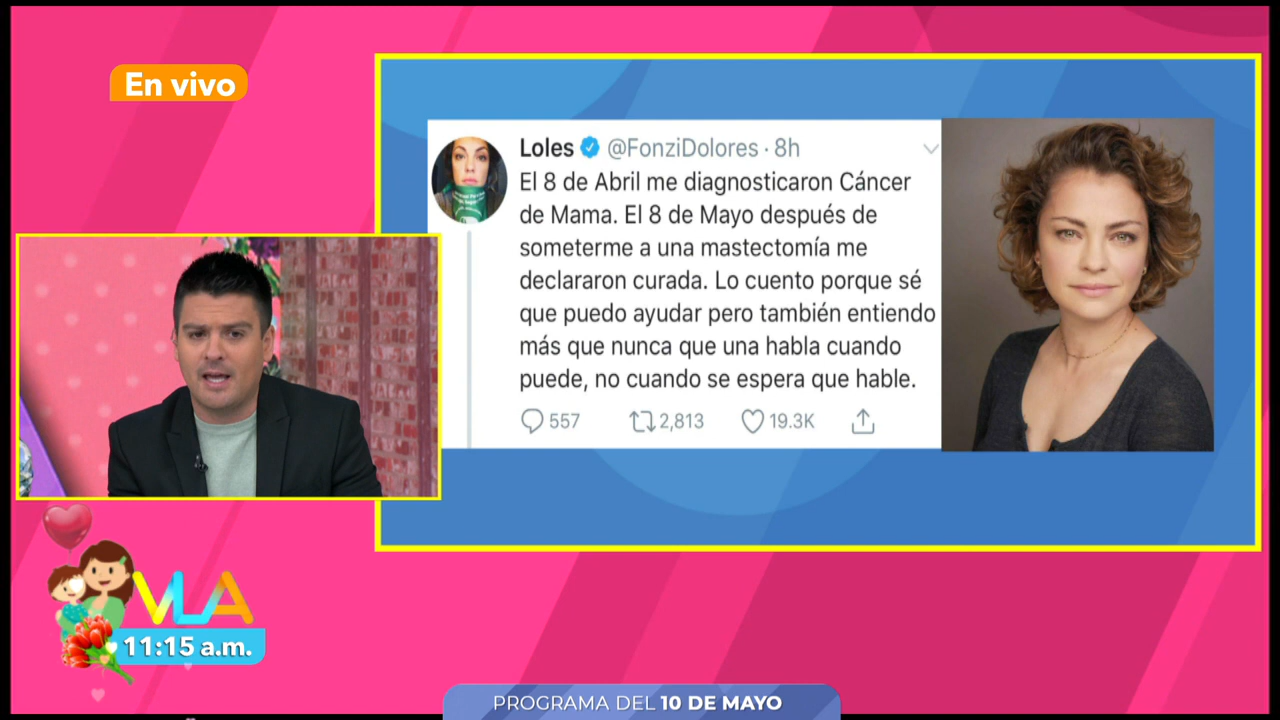 En vivo
Loles @FonziDolores · 8h
El 8 de Abril me diagnosticaron Cáncer
de Mama. El 8 de Mayo después de
someterme a una mastectomía me
declararon curada. Lo cuento porque sé
que puedo ayudar pero también entiendo
más que nunca que una habla cuando
puede, no cuando se espera que hable.
557 2,813 19.3K
VLA
11:15 a.m.
PROGRAMA DEL 10 DE MAYO